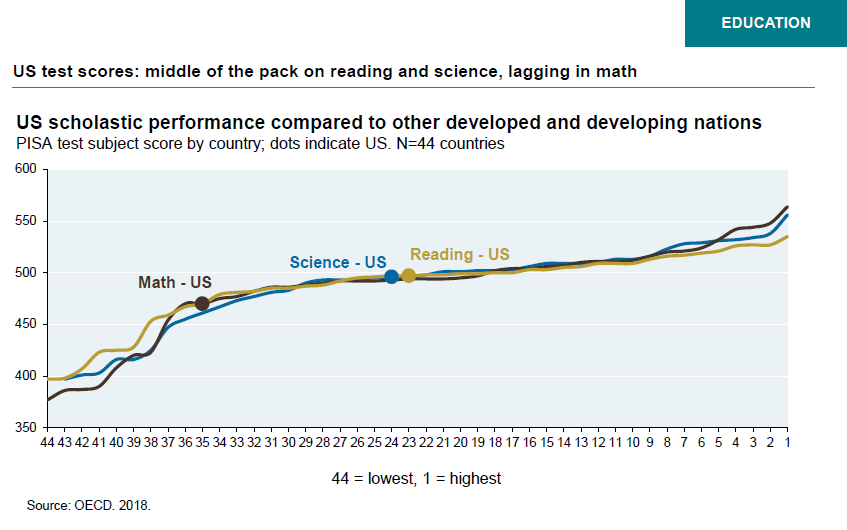 EDUCATION
US test scores: middle of the pack on reading and science, lagging in math
US scholastic performance compared to other developed and developing nations
PISA test subject score by country; dots indicate US. N=44 countries
600
550
500
450
400
350
Reading - US
Science - US
Math - US
44 43 42 41 40 39 38 37 36 35 34 33 32 31 30 29 28 27 26 25 24 23 22 21 20 19 18 17 16 15 14 13 12 11 10 9 8 7 6 5 4 3 2 1
44 = lowest, 1 = highest
Source: OECD. 2018.